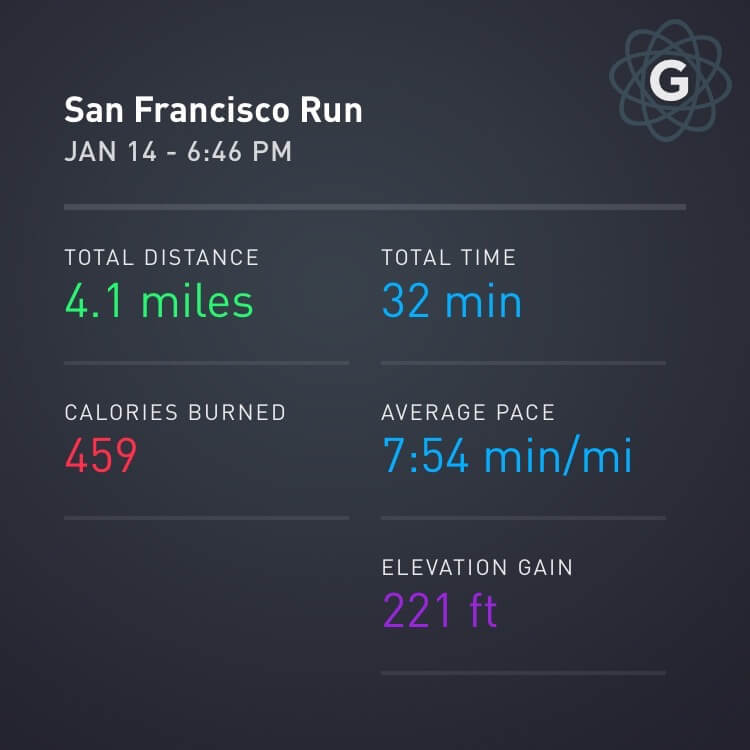 G
San Francisco Run
JAN 14 - 6:46 PM
TOTAL DISTANCE
4.1 miles
TOTAL TIME
32 min
CALORIES BURNED
459
AVERAGE PACE
7:54 min/mi
ELEVATION GAIN
221 ft